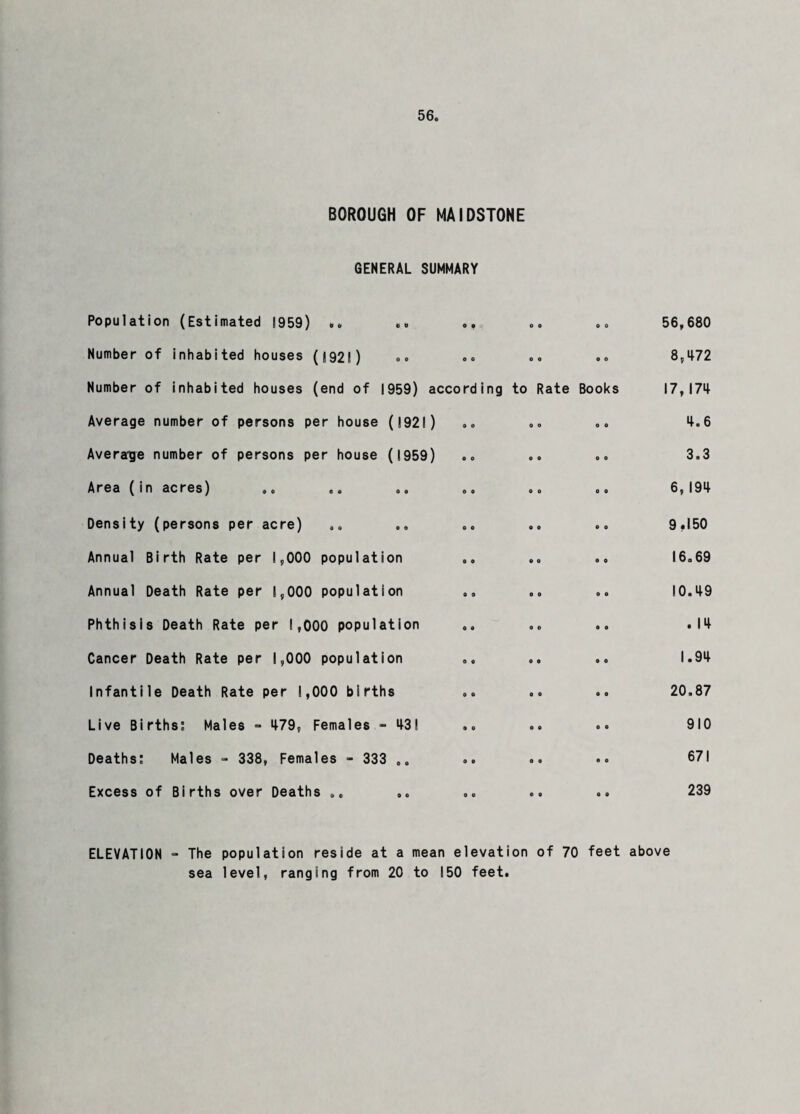 56.
BOROUGH OF MAIDSTONE
GENERAL SUMMARY
Population (Estimated 1959) .. .. .. .. .. 56,680
Number of inhabited houses (1921) .. .. .. .. 8,472
Number of inhabited houses (end of 1959) according to Rate Books 17,174
Average number of persons per house (1921) .. .. .. 4.6
Average number of persons per house (1959) .. .. .. 3.3
Area (in acres) .. .. .. .. .. .. 6,194
Density (persons per acre) .. .. .. .. .. 9.150
Annual Birth Rate per 1,000 population .. .. .. 16.69
Annual Death Rate per 1,000 population .. .. .. 10.49
Phthisis Death Rate per 1,000 population .. .. .. .14
Cancer Death Rate per 1,000 population .. .. .. 1.94
Infantile Death Rate per 1,000 births .. .. .. 20.87
Live Births: Males - 479, Females - 431 .. .. .. 910
Deaths: Males - 338, Females - 333 .. .. .. .. 671
Excess of Births over Deaths .. .. .. .. .. 239
ELEVATION - The population reside at a mean elevation of 70 feet above
sea level, ranging from 20 to 150 feet.